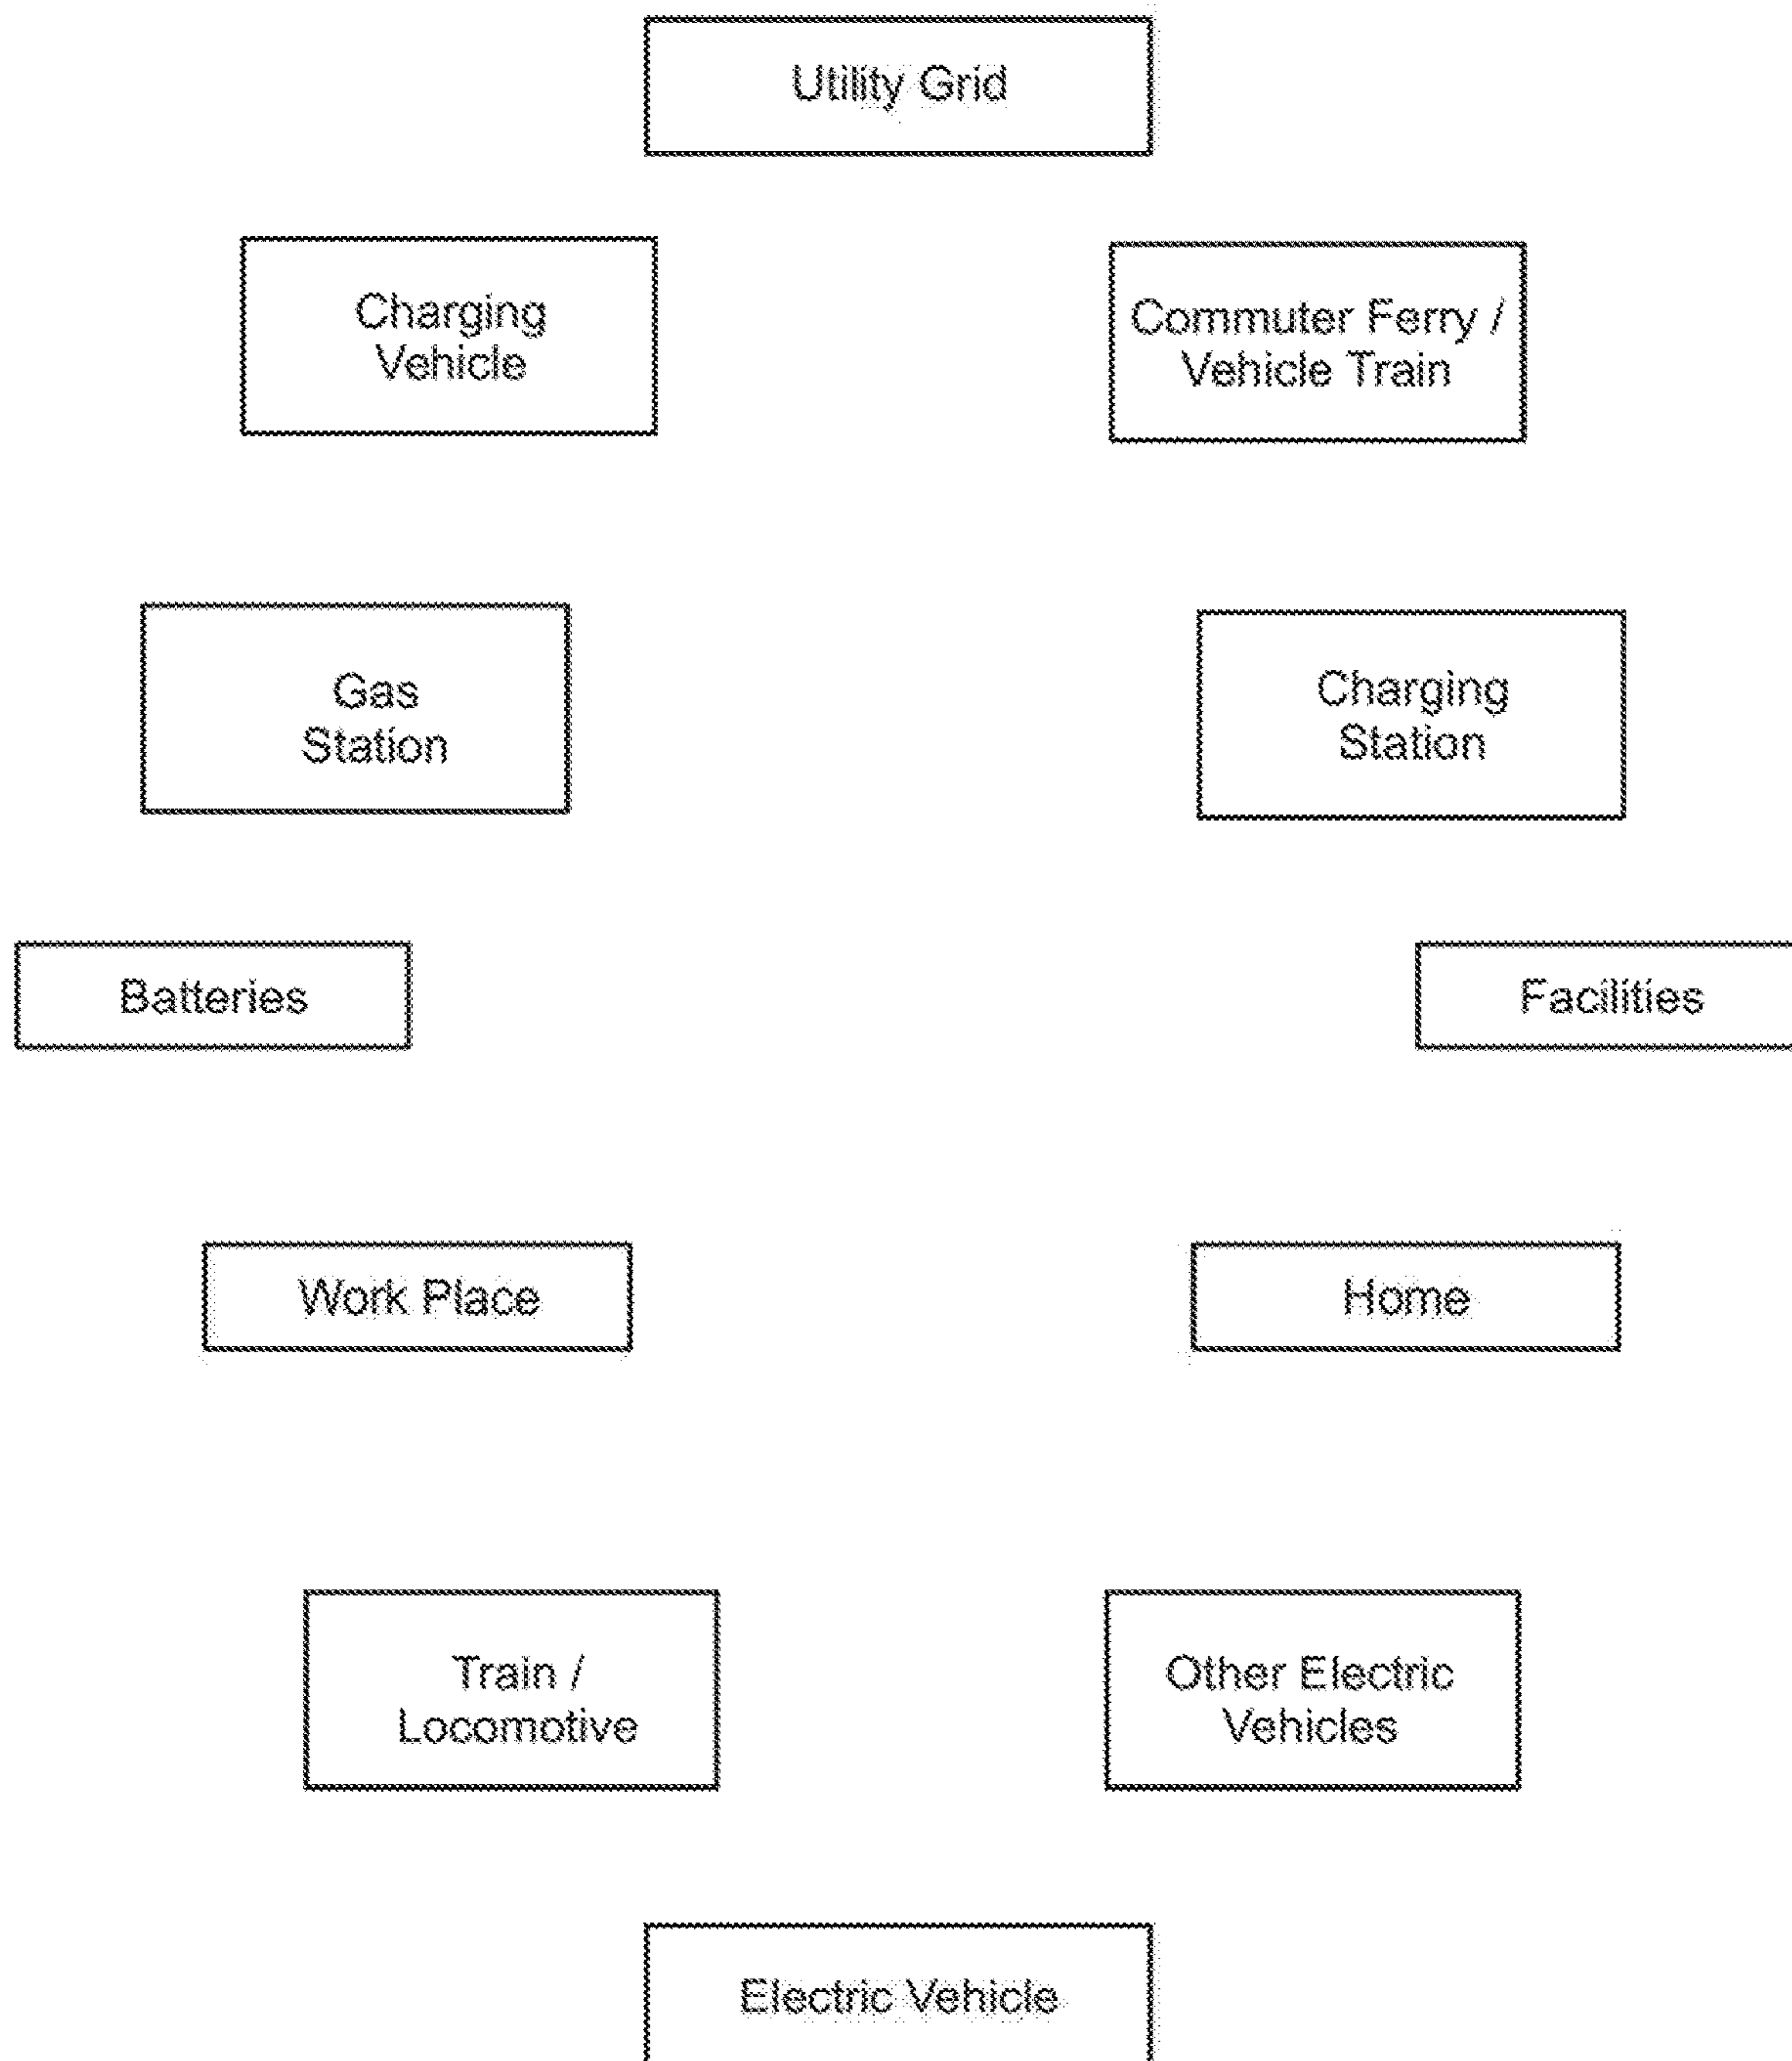 Utility Grid
Charging
Vehicle
Commuter Ferry /
Vehicle Train
Gas
Station
Charging
Station
Batteries
Facilities
Work Place
Home
Train /
Locomotive
Other Electric
Vehicles
Electric Vehicle